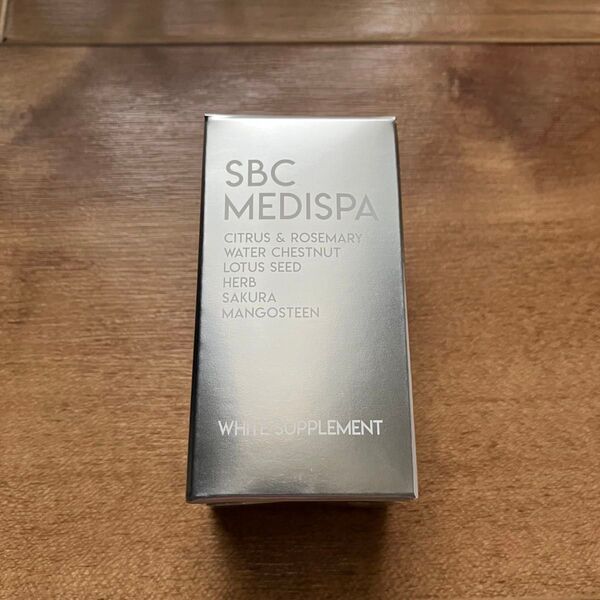 SBC
MEDISPA
CITRUS & ROSEMARY
WATER CHESTNUT
LOTUS SEED
HERB
SAKURA
MANGOSTEEN
WHITE SUPPLEMENT